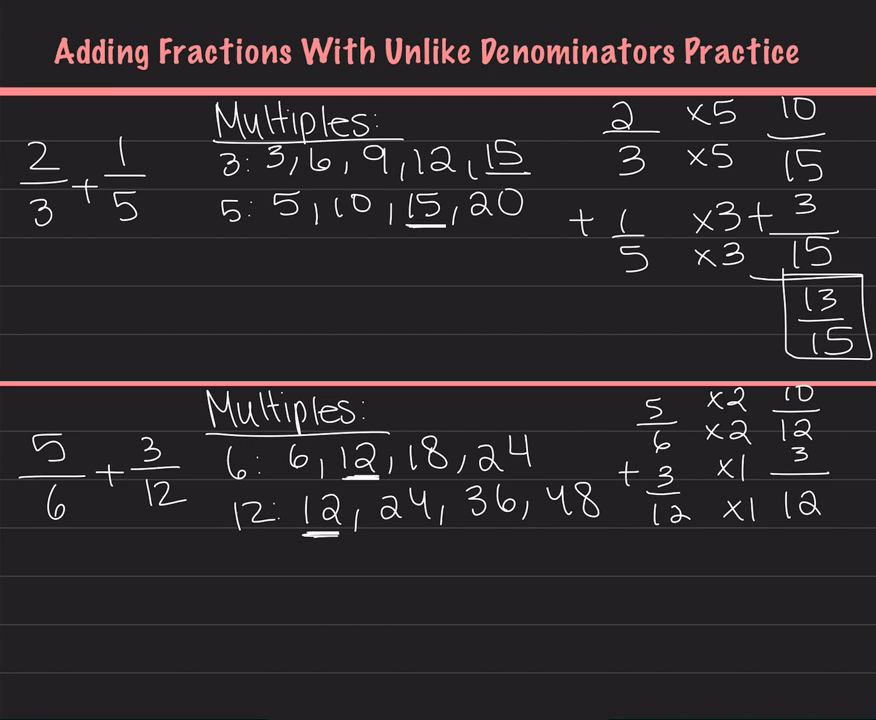 Adding Fractions With Unlike Denominators Practice
2/3 + 1/5
Multiples:
3: 3, 6, 9, 12, 15
5: 5, 10, 15, 20
2/3 ×5/×5 10/15
+ 1/5 ×3/×3 + 3/15
13/15
5/6 + 3/12
Multiples:
6: 6, 12, 18, 24
12: 12, 24, 36, 48
5/6 ×2/×2 10/12
+ 3/12 ×1/×1 3/12